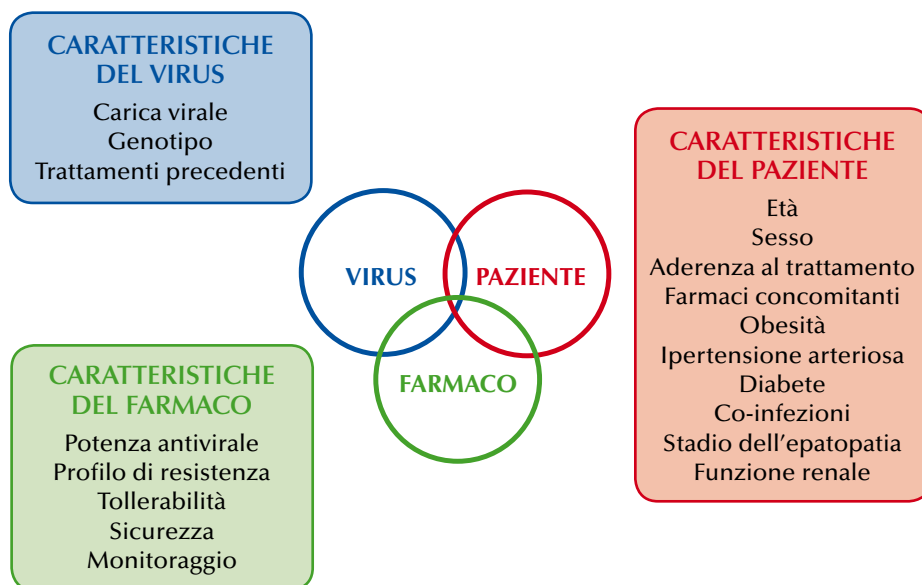 CARATTERISTICHE
DEL VIRUS
Carica virale
Genotipo
Trattamenti precedenti
CARATTERISTICHE
DEL PAZIENTE
Età
Sesso
Aderenza al trattamento
Farmaci concomitanti
Obesità
Ipertensione arteriosa
Diabete
Co-infezioni
Stadio dell'epatopatia
Funzione renale
VIRUS
PAZIENTE
FARMACO
CARATTERISTICHE
DEL FARMACO
Potenza antivirale
Profilo di resistenza
Tollerabilità
Sicurezza
Monitoraggio